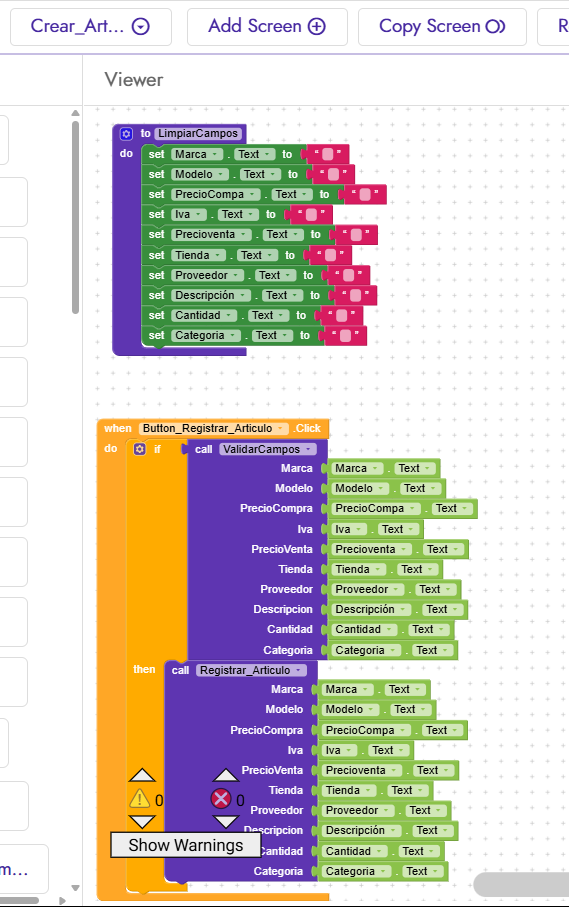 Crear_Art... Add Screen Copy Screen R
Viewer
to LimpiarCampos
do set Marca . Text to “ ”
set Modelo . Text to “ ”
set PrecioCompa . Text to “ ”
set Iva . Text to “ ”
set Precioventa . Text to “ ”
set Tienda . Text to “ ”
set Proveedor . Text to “ ”
set Descripción . Text to “ ”
set Cantidad . Text to “ ”
set Categoria . Text to “ ”
when Button_Registrar_Articulo .Click
do if call ValidarCampos
Marca Marca . Text
Modelo Modelo . Text
PrecioCompra PrecioCompa . Text
Iva Iva . Text
PrecioVenta Precioventa . Text
Tienda Tienda . Text
Proveedor Proveedor . Text
Descripcion Descripción . Text
Cantidad Cantidad . Text
Categoria Categoria . Text
then call Registrar_Articulo
Marca Marca . Text
Modelo Modelo . Text
PrecioCompra PrecioCompa . Text
Iva Iva . Text
PrecioVenta Precioventa . Text
Tienda Tienda . Text
0 0 Proveedor Proveedor . Text
Descripcion Descripción . Text
Show Warnings Cantidad Cantidad . Text
m... Categoria Categoria . Text